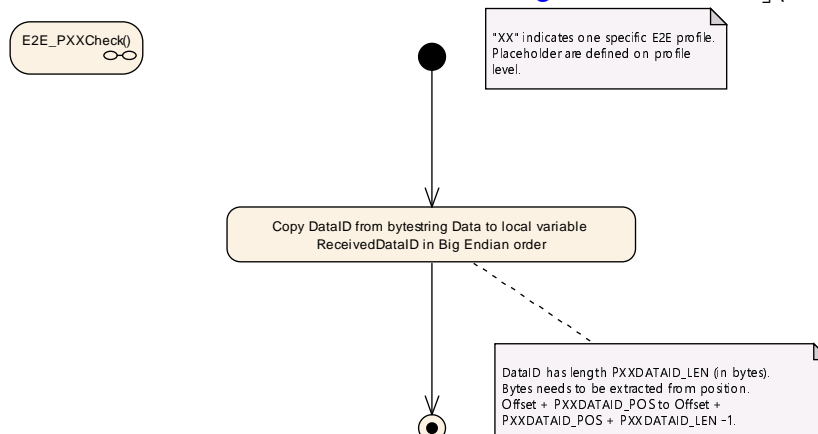 E2E_PXXCheck()
"XX" indicates one specific E2E profile.
Placeholder are defined on profile
level.
Copy DataID from bytestring Data to local variable
ReceivedDataID in Big Endian order
DataID has length PXXDATAID_LEN (in bytes).
Bytes needs to be extracted from position.
Offset + PXXDATAID_POS to Offset +
PXXDATAID_POS + PXXDATAID_LEN -1.